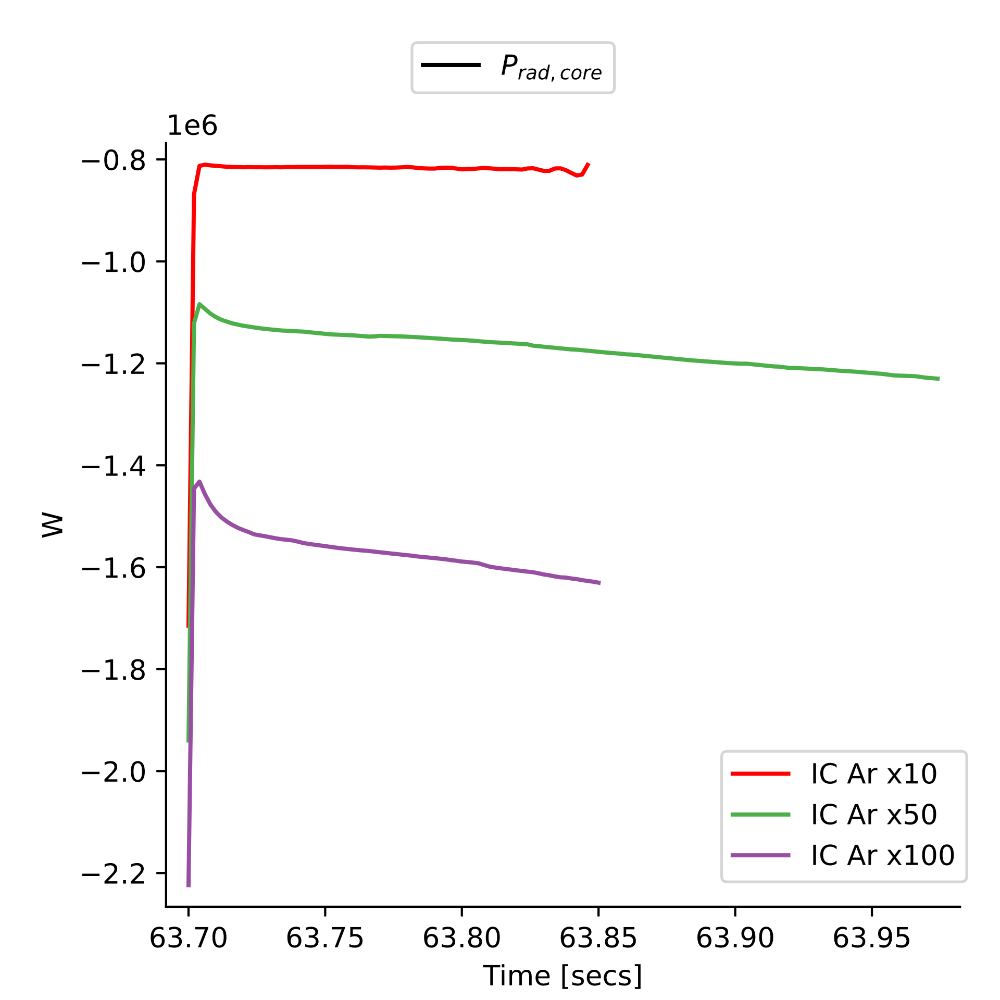 P_rad,core
1e6
−0.8
−1.0
−1.2
−1.4
−1.6
−1.8
−2.0
−2.2
W
IC Ar x10
IC Ar x50
IC Ar x100
63.70 63.75 63.80 63.85 63.90 63.95
Time [secs]